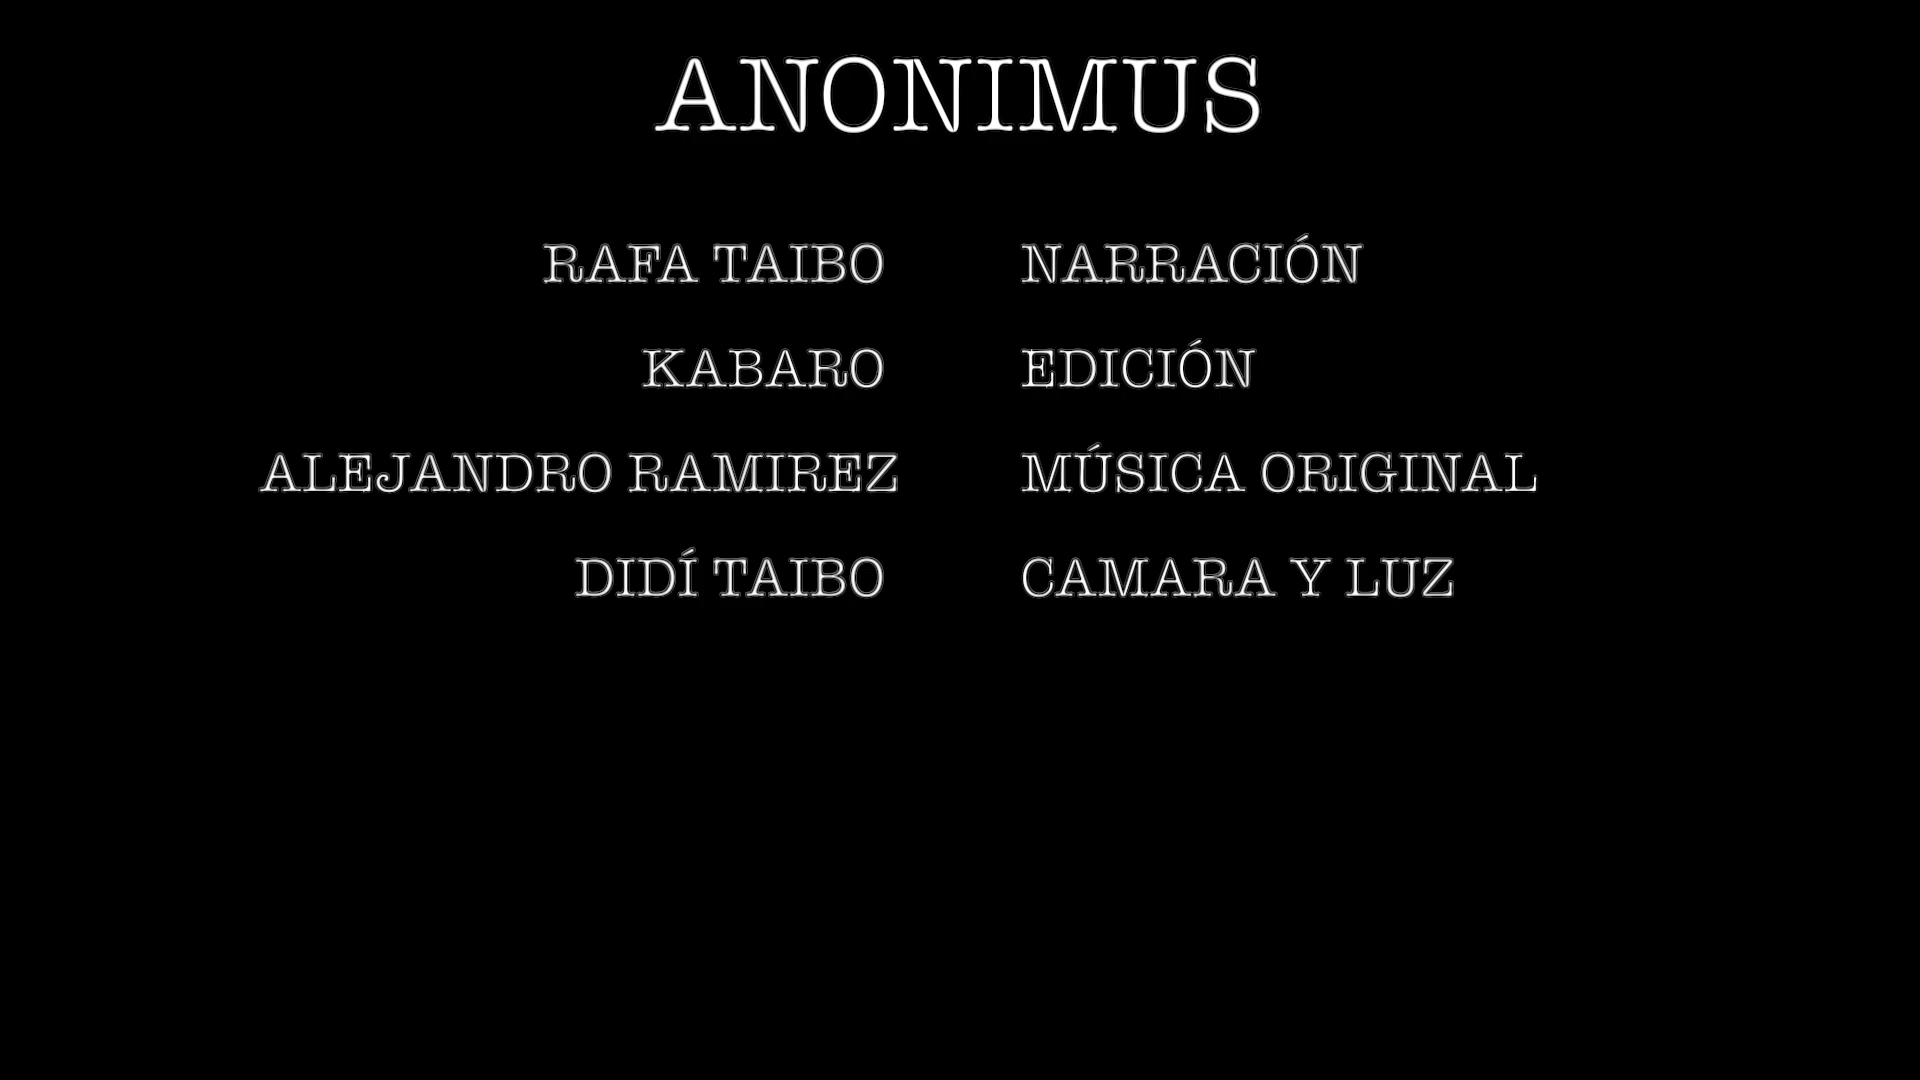 ANONIMUS
RAFA TAIBO NARRACIÓN
KABARO EDICIÓN
ALEJANDRO RAMIREZ MÚSICA ORIGINAL
DIDÍ TAIBO CAMARA Y LUZ